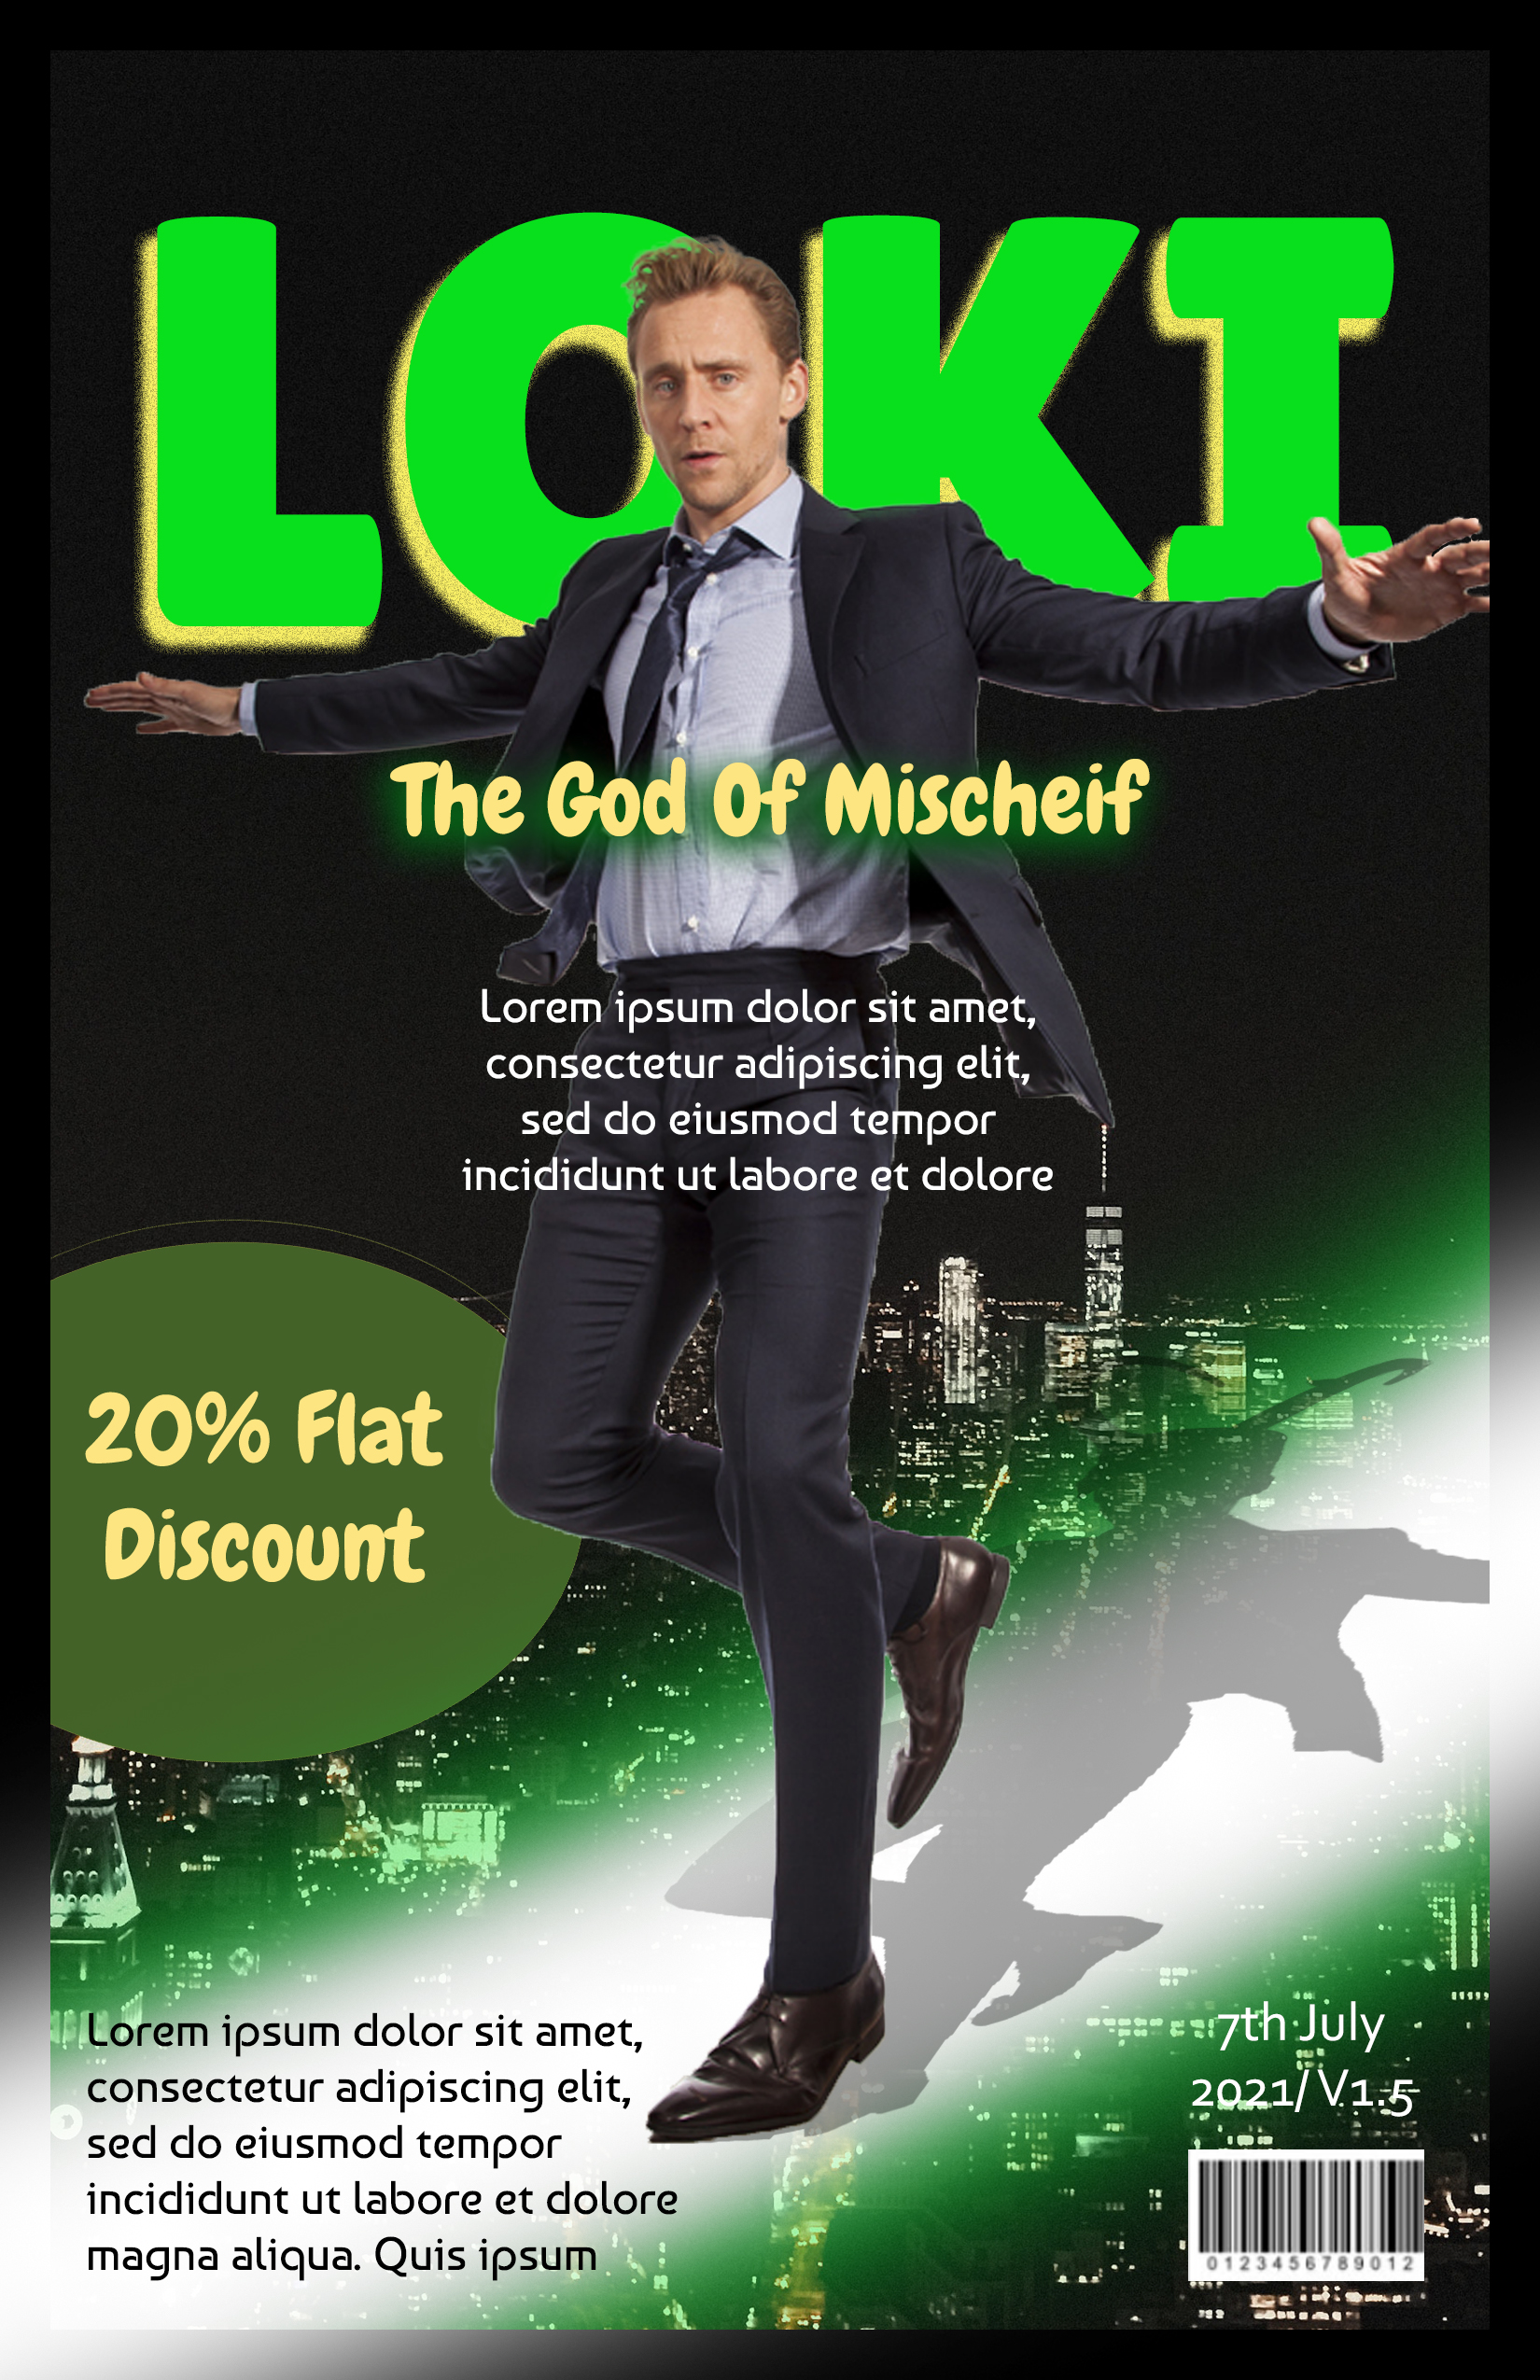 LOKI
The God Of Mischeif
Lorem ipsum dolor sit amet,
consectetur adipiscing elit,
sed do eiusmod tempor
incididunt ut labore et dolore
20% Flat
Discount
Lorem ipsum dolor sit amet,
consectetur adipiscing elit,
sed do eiusmod tempor
incididunt ut labore et dolore
magna aliqua. Quis ipsum
7th July
2021/ V.1.5
0123456789012